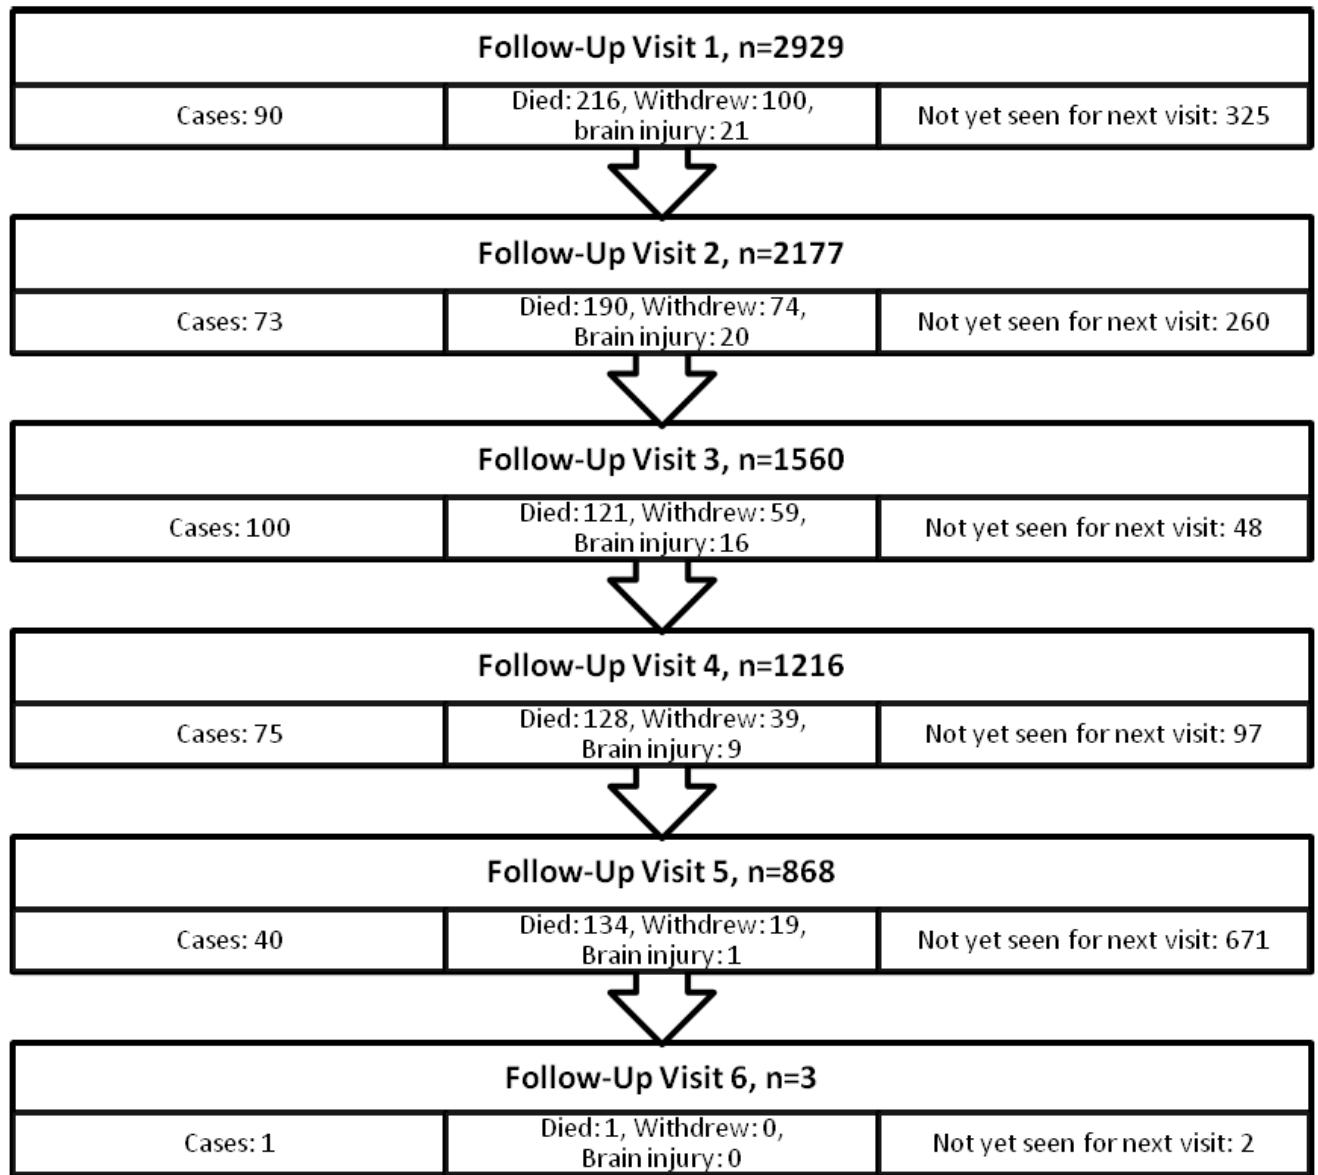 Follow-Up Visit 1, n=2929
Cases: 90
Died: 216, Withdrew: 100,
brain injury: 21
Not yet seen for next visit: 325
Follow-Up Visit 2, n=2177
Cases: 73
Died: 190, Withdrew: 74,
Brain injury: 20
Not yet seen for next visit: 260
Follow-Up Visit 3, n=1560
Cases: 100
Died: 121, Withdrew: 59,
Brain injury: 16
Not yet seen for next visit: 48
Follow-Up Visit 4, n=1216
Cases: 75
Died: 128, Withdrew: 39,
Brain injury: 9
Not yet seen for next visit: 97
Follow-Up Visit 5, n=868
Cases: 40
Died: 134, Withdrew: 19,
Brain injury: 1
Not yet seen for next visit: 671
Follow-Up Visit 6, n=3
Cases: 1
Died: 1, Withdrew: 0,
Brain injury: 0
Not yet seen for next visit: 2